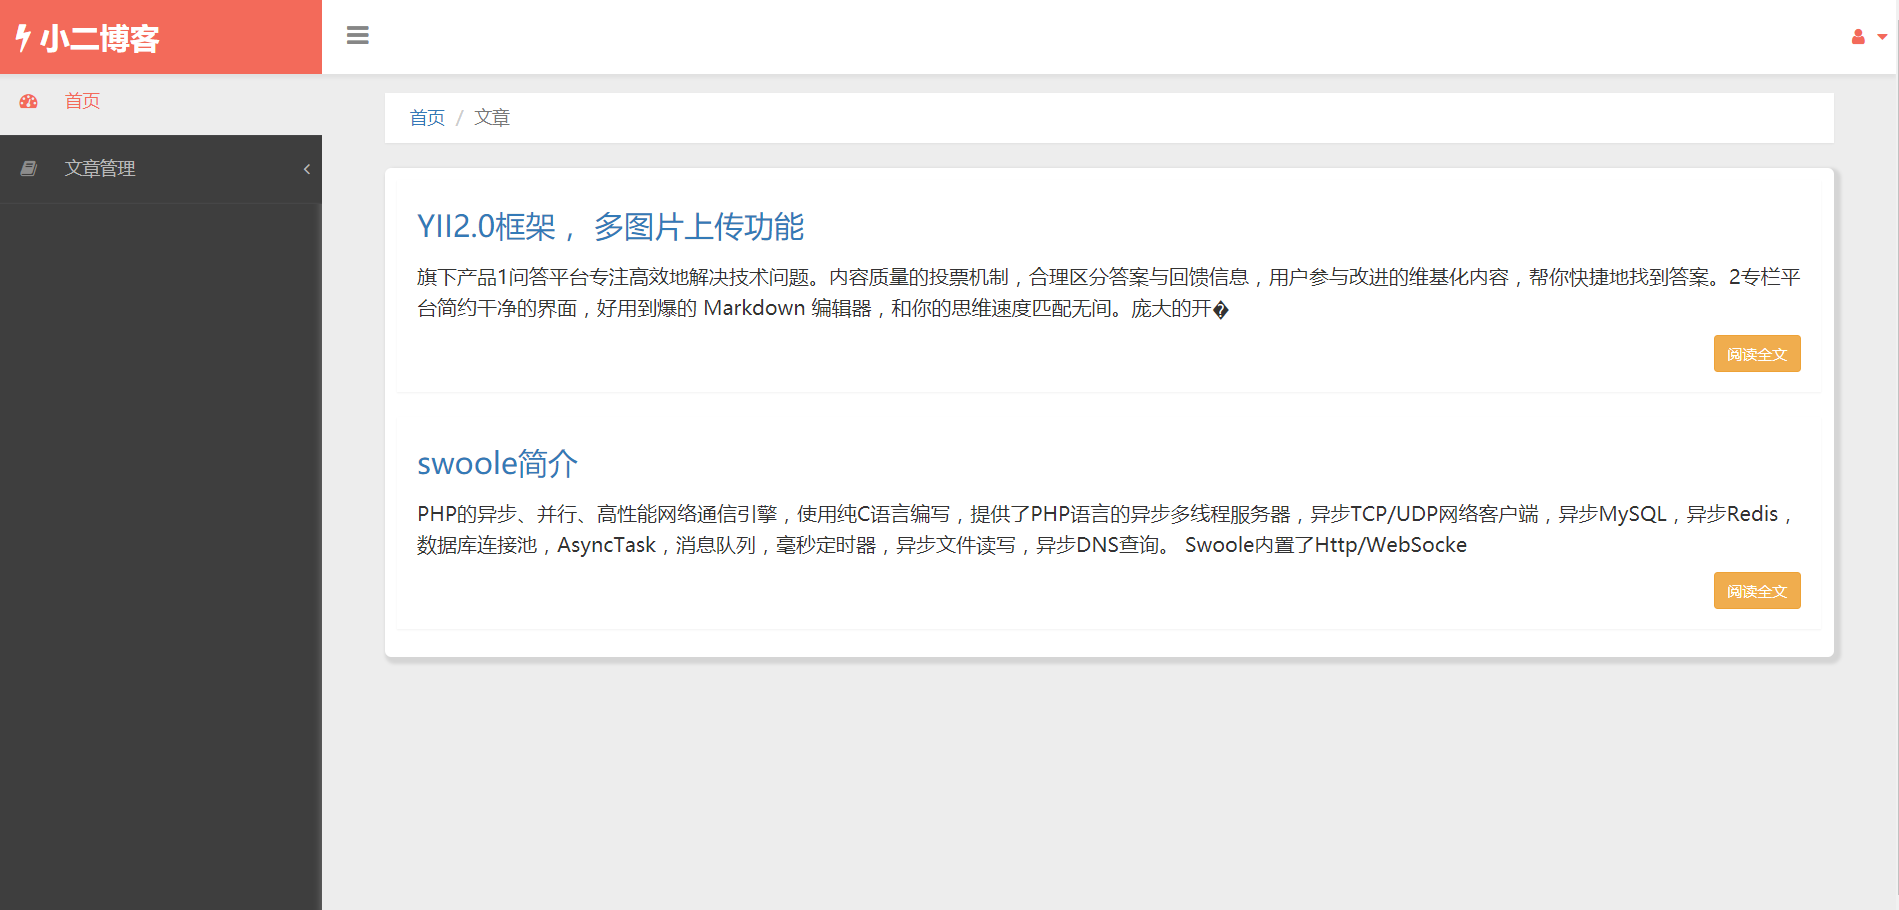 小二博客
首页
文章管理
首页 / 文章
YII2.0框架， 多图片上传功能
旗下产品1问答平台专注高效地解决技术问题。内容质量的投票机制，合理区分答案与回馈信息，用户参与改进的维基化内容，帮你快捷地找到答案。2专栏平
台简约干净的界面，好用到爆的 Markdown 编辑器，和你的思维速度匹配无间。庞大的开�
阅读全文
swoole简介
PHP的异步、并行、高性能网络通信引擎，使用纯C语言编写，提供了PHP语言的异步多线程服务器，异步TCP/UDP网络客户端，异步MySQL，异步Redis，
数据库连接池，AsyncTask，消息队列，毫秒定时器，异步文件读写，异步DNS查询。 Swoole内置了Http/WebSocke
阅读全文